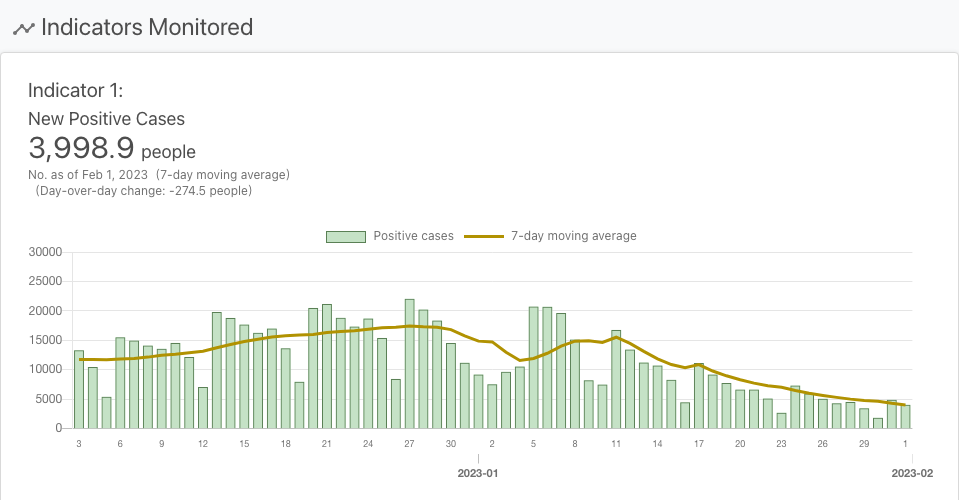 Indicators Monitored
Indicator 1:
New Positive Cases
3,998.9 people
No. as of Feb 1, 2023 (7-day moving average)
(Day-over-day change: -274.5 people)
Positive cases 7-day moving average
30000
25000
20000
15000
10000
5000
0
3 6 9 12 15 18 21 24 27 30 2 5 8 11 14 17 20 23 26 29 1
2023-01 2023-02